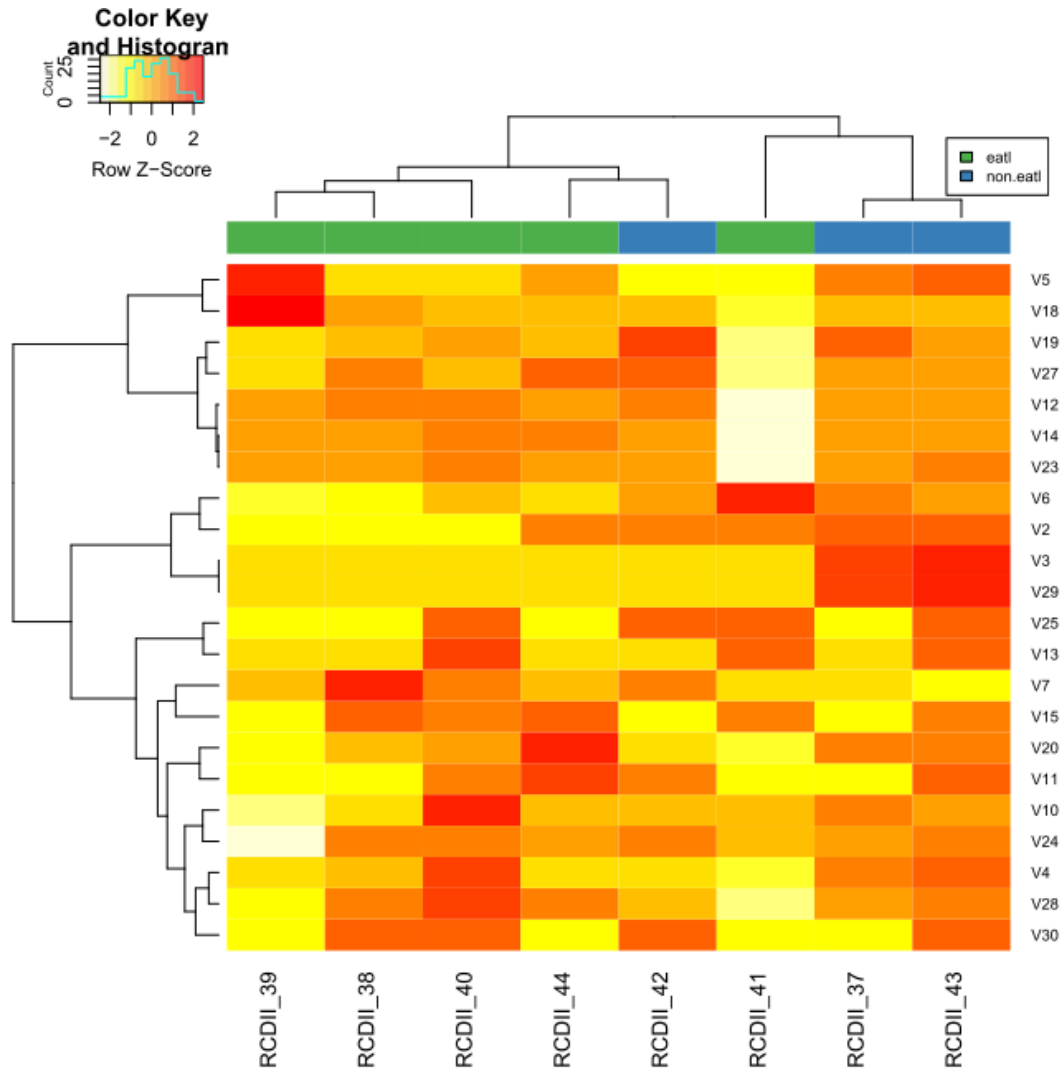 Color Key
and Histogran
Count
0 25
−2 0 2
Row Z−Score
eatl
non.eatl
V5
V18
V19
V27
V12
V14
V23
V6
V2
V3
V29
V25
V13
V7
V15
V20
V11
V10
V24
V4
V28
V30
RCDII_39
RCDII_38
RCDII_40
RCDII_44
RCDII_42
RCDII_41
RCDII_37
RCDII_43